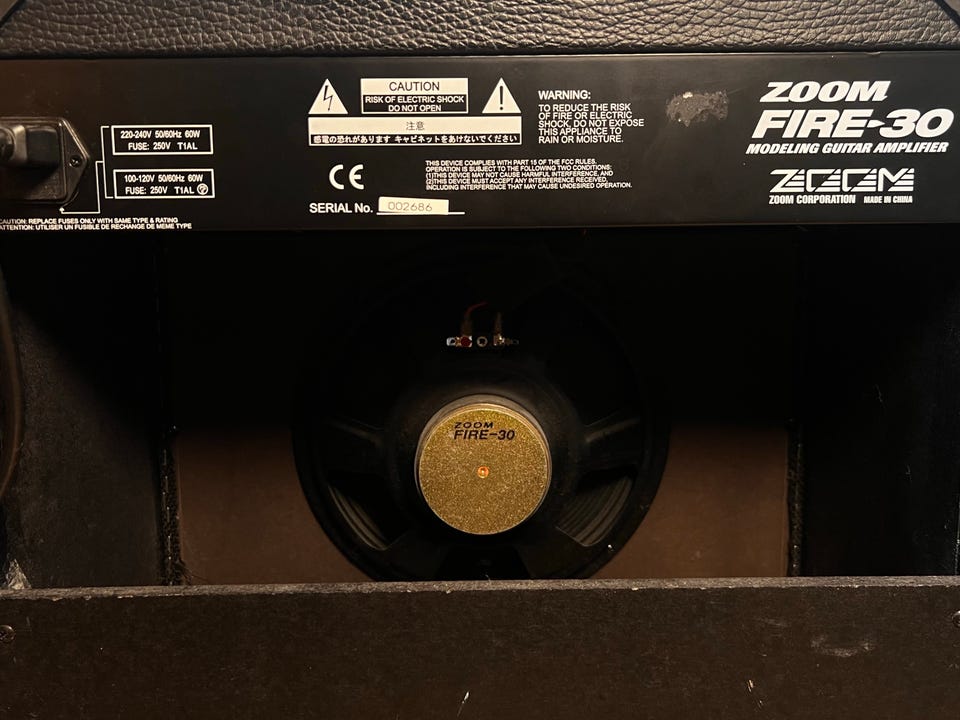 CAUTION
RISK OF ELECTRIC SHOCK
DO NOT OPEN
注意
感電の恐れがあります キャビネットをあけないでください
WARNING:
TO REDUCE THE RISK
OF FIRE OR ELECTRIC
SHOCK, DO NOT EXPOSE
THIS APPLIANCE TO
RAIN OR MOISTURE.
ZOOM
FIRE-30
MODELING GUITAR AMPLIFIER
ZOOM
ZOOM CORPORATION MADE IN CHINA
220-240V 50/60Hz 60W
FUSE: 250V T1AL
100-120V 50/60Hz 60W
FUSE: 250V T1AL
CAUTION: REPLACE FUSES ONLY WITH SAME TYPE & RATING
ATTENTION: UTILISER UN FUSIBLE DE RECHANGE DE MEME TYPE
CE
THIS DEVICE COMPLIES WITH PART 15 OF THE FCC RULES.
OPERATION IS SUBJECT TO THE FOLLOWING TWO CONDITIONS:
(1)THIS DEVICE MAY NOT CAUSE HARMFUL INTERFERENCE, AND
(2)THIS DEVICE MUST ACCEPT ANY INTERFERENCE RECEIVED,
INCLUDING INTERFERENCE THAT MAY CAUSE UNDESIRED OPERATION.
SERIAL No. 002686
ZOOM
FIRE-30